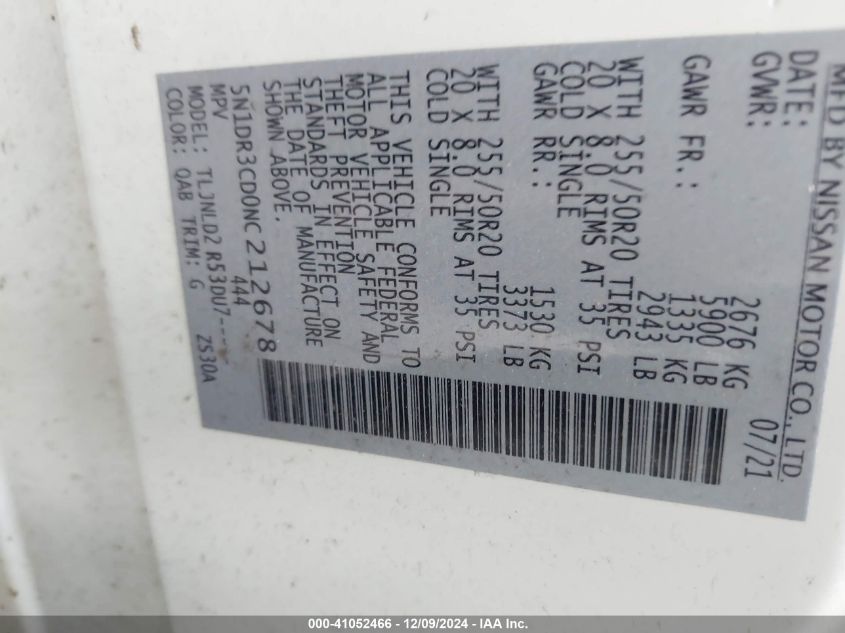 MFD BY NISSAN MOTOR CO., LTD.
DATE: 07/21
GVWR: 2676 KG
5900 LB
GAWR FR.: 1335 KG
2943 LB
WITH 255/50R20 TIRES
20 X 8.0 RIMS AT 35 PSI
COLD SINGLE
GAWR RR.: 1530 KG
3373 LB
WITH 255/50R20 TIRES
20 X 8.0 RIMS AT 35 PSI
COLD SINGLE
THIS VEHICLE CONFORMS TO
ALL APPLICABLE FEDERAL
MOTOR VEHICLE SAFETY AND
THEFT PREVENTION
STANDARDS IN EFFECT ON
THE DATE OF MANUFACTURE
SHOWN ABOVE.
5N1DR3CD0NC212678
MPV 444
MODEL: TLJNLD2 R53DU7----
COLOR: QAB TRIM: G ZS30A
000-41052466 - 12/09/2024 - IAA Inc.